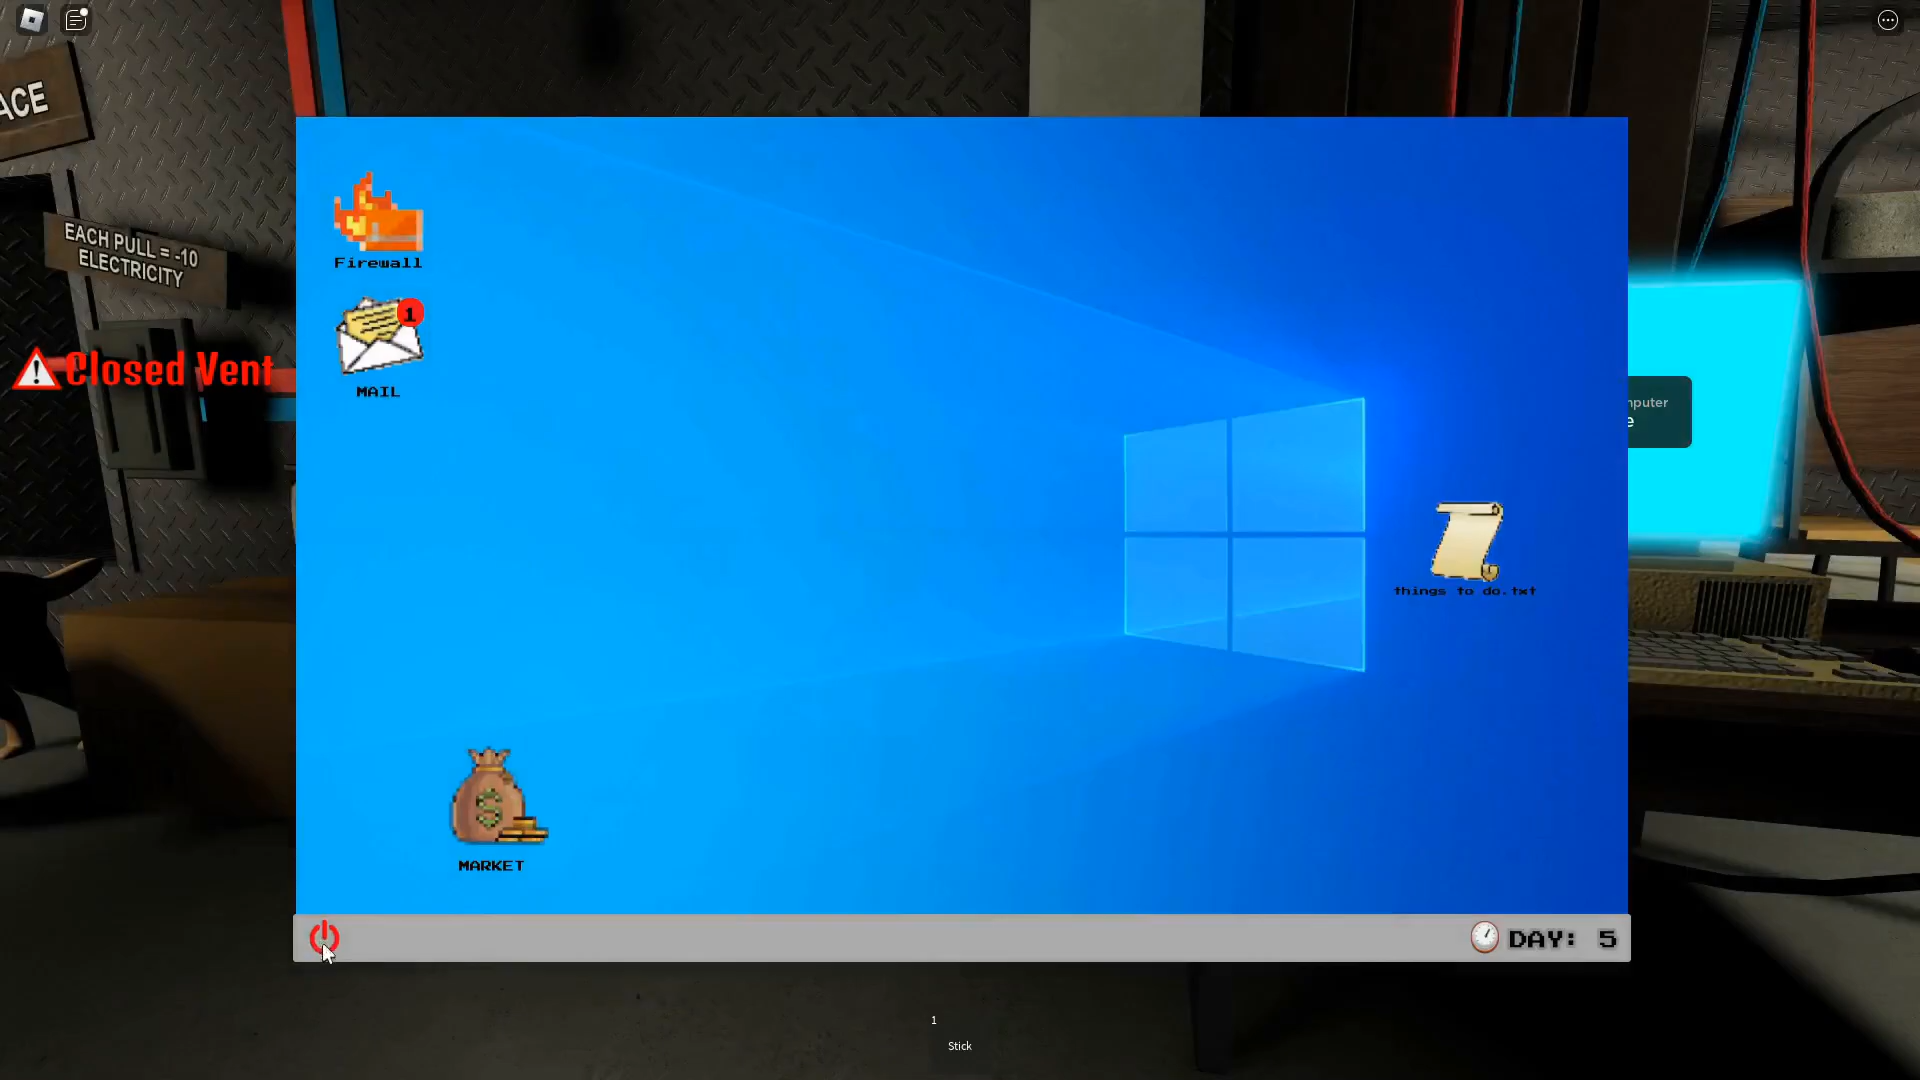 ACE
EACH PULL = -10
ELECTRICITY
Closed Vent
Firewall
1
MAIL
things to do.txt
MARKET
DAY: 5
1
Stick